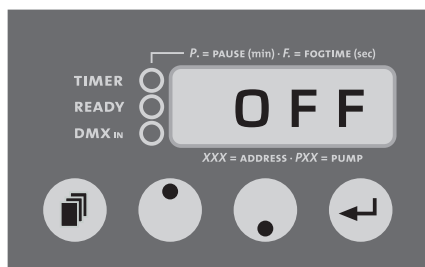 P. = PAUSE (min) · F. = FOGTIME (sec)
TIMER
READY
DMX IN
OFF
XXX = ADDRESS · PXX = PUMP